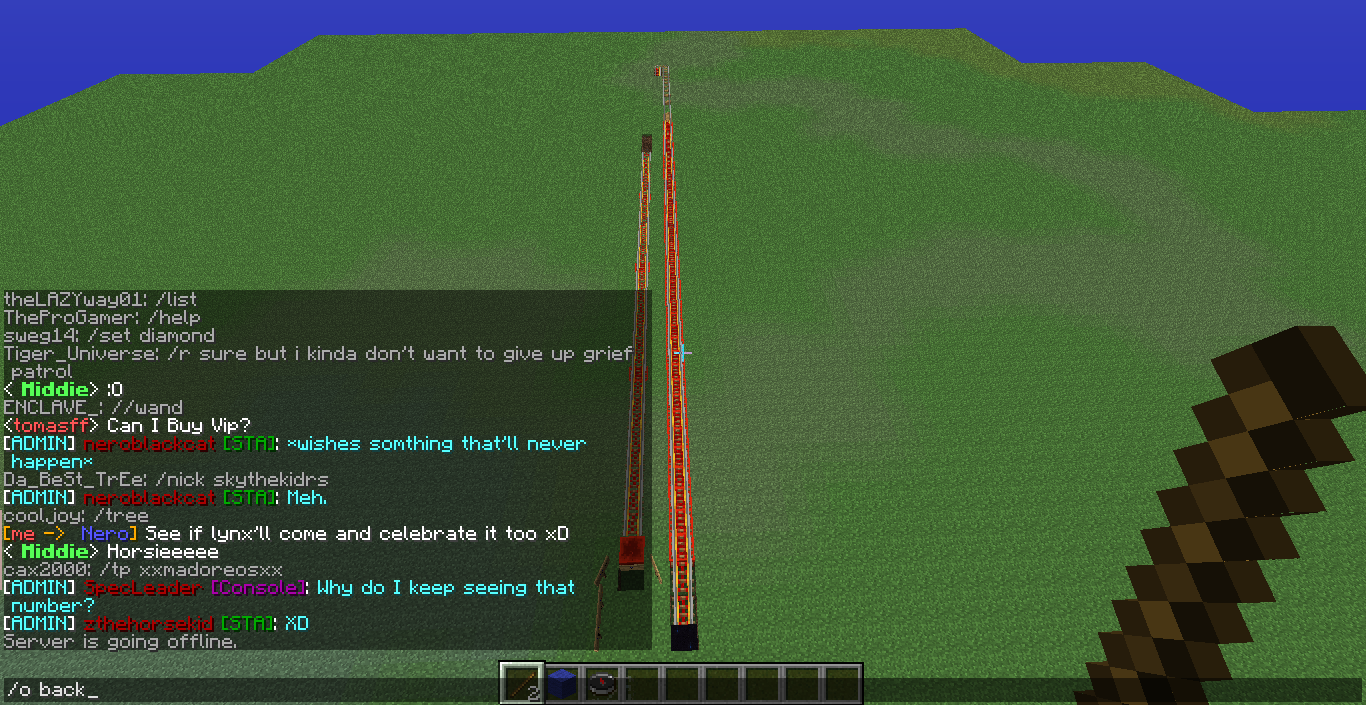 theLAZYway01: /list
TheProGamer: /help
sweg14: /set diamond
Tiger_Universe: /r sure but i kinda don't want to give up grief
patrol
< Middie> :O
ENCLAVE_: //wand
<tomasff> Can I Buy Vip?
[ADMIN] neroblackcat [STA]: *wishes somthing that'll never
happen*
Da_BeSt_TrEe: /nick skythekidrs
[ADMIN] neroblackcat [STA]: Meh.
cooljoy: /tree
[me -> Nero] See if lynx'll come and celebrate it too xD
< Middie> Horsieeeee
cax2000: /tp xxmadoreosxx
[ADMIN] SpecLeader [Console]: Why do I keep seeing that
number?
[ADMIN] zthehorsekid [STA]: XD
Server is going offline.
/o back_
2